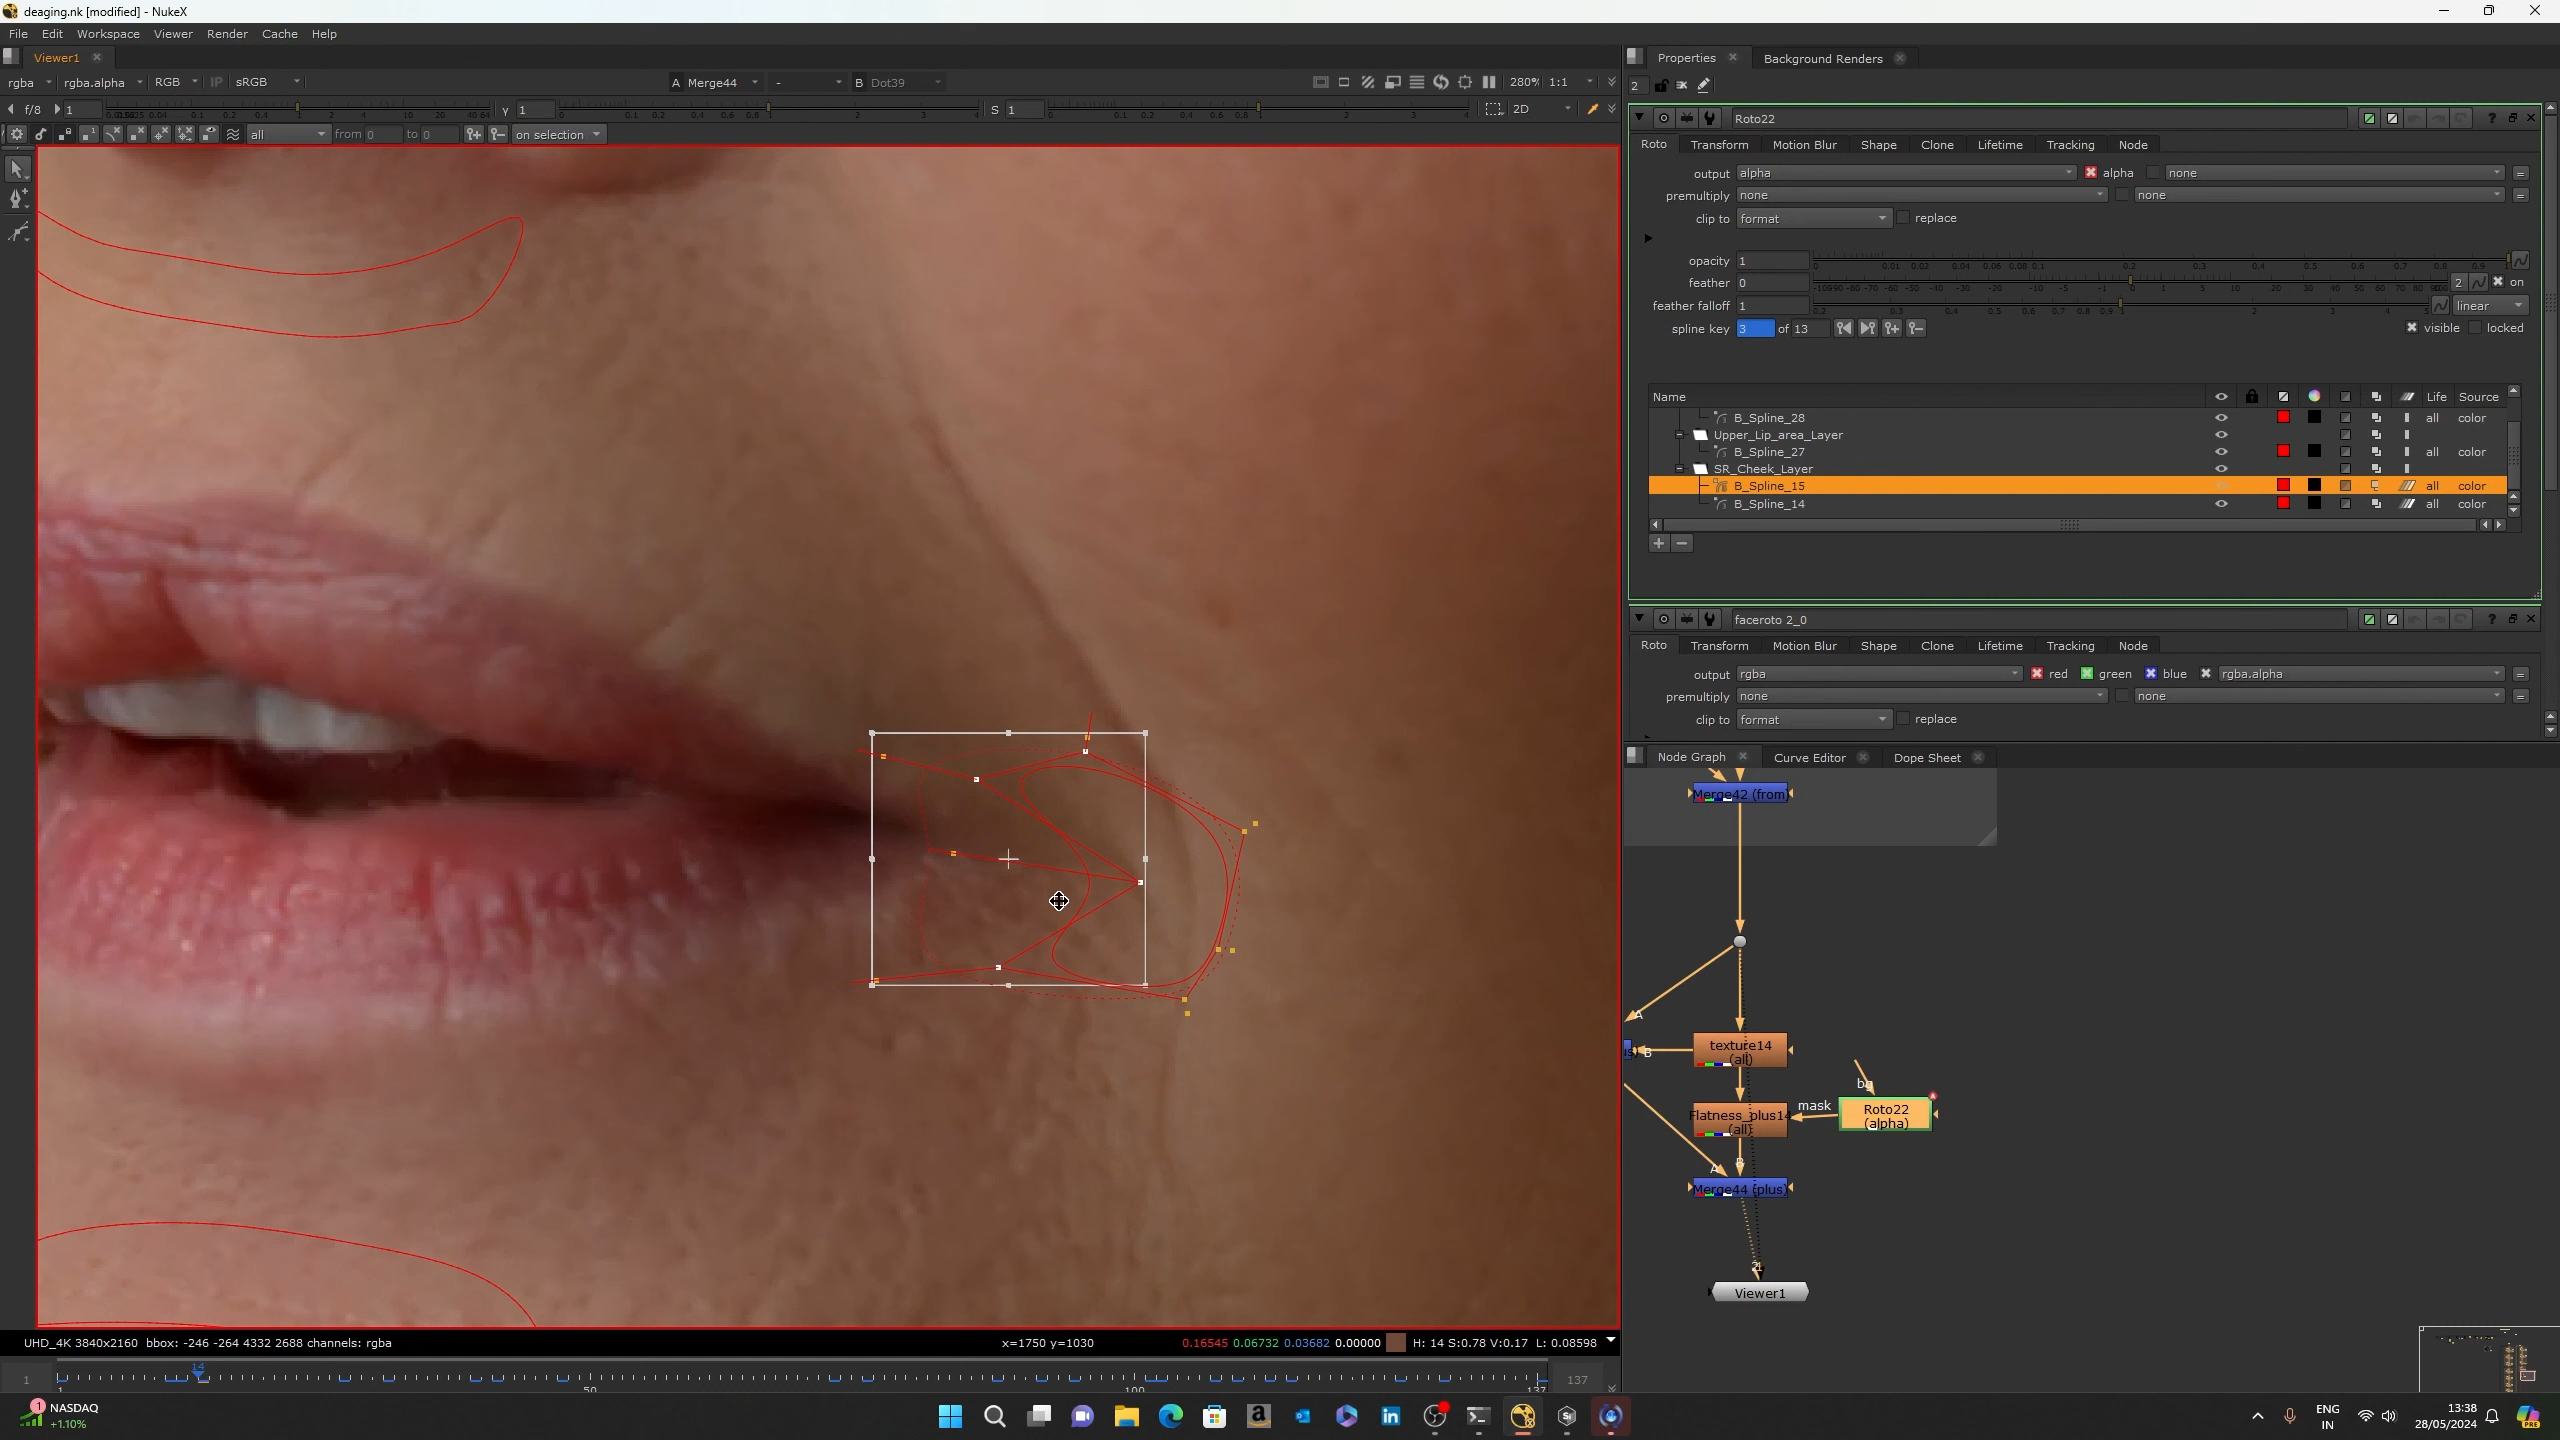 deaging.nk [modified] - NukeX
File Edit Workspace Viewer Render Cache Help
Viewer1
Properties
Background Renders
rgba rgba.alpha RGB IP sRGB A Merge44 - B Dot39 280% 1:1
f/8 1 γ 1 S 1 2D
all from 0 to 0 on selection
2
Roto22
Roto Transform Motion Blur Shape Clone Lifetime Tracking Node
output alpha alpha none
premultiply none none
clip to format replace
opacity 1
feather 0 2 on
feather falloff 1 linear
spline key 3 of 13 visible locked
Name Life Source
B_Spline_28 all color
Upper_Lip_area_Layer
B_Spline_27 all color
SR_Cheek_Layer
B_Spline_15 all color
B_Spline_14 all color
faceroto 2_0
Roto Transform Motion Blur Shape Clone Lifetime Tracking Node
output rgba red green blue rgba.alpha
premultiply none none
clip to format replace
Node Graph Curve Editor Dope Sheet
Merge42 (from)
A
B
texture14
(all)
bg
mask
Flatness_plus14
(all)
Roto22
(alpha)
A B
Merge44 (plus)
Viewer1
UHD_4K 3840x2160 bbox: -246 -264 4332 2688 channels: rgba x=1750 y=1030 0.16545 0.06732 0.03682 0.00000 H: 14 S:0.78 V:0.17 L: 0.08598
14
1 137
1 50 100 137
1
NASDAQ
+1.10%
ENG
IN
13:38
28/05/2024
PRE